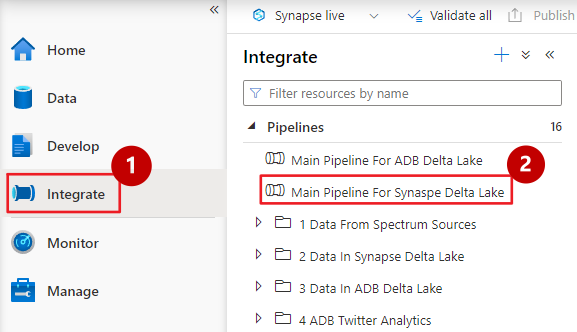 «
Synapse live
Validate all
Publish
Home
Data
Develop
Integrate
1
Monitor
Manage
Integrate
+
«
Filter resources by name
Pipelines 16
Main Pipeline For ADB Delta Lake
2
Main Pipeline For Synaspe Delta Lake
1 Data From Spectrum Sources
2 Data In Synapse Delta Lake
3 Data In ADB Delta Lake
4 ADB Twitter Analytics